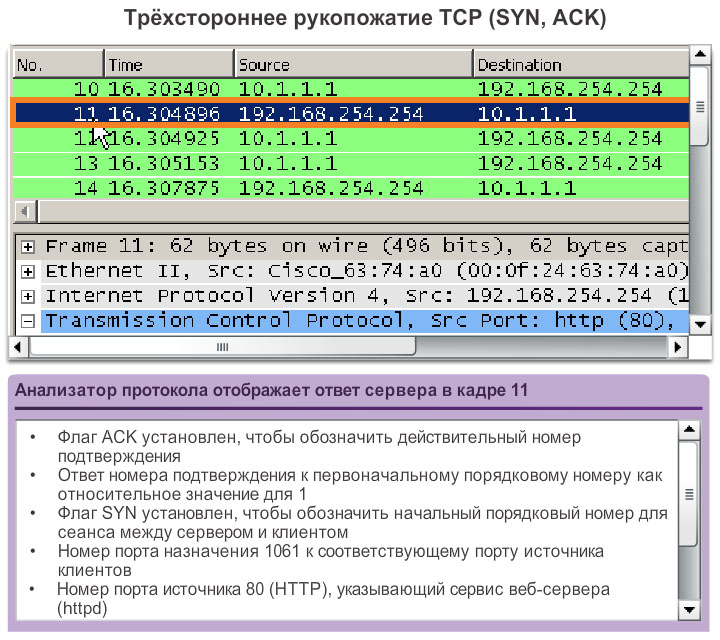 Трёхстороннее рукопожатие TCP (SYN, ACK)
No. Time Source Destination
10 16.303490 10.1.1.1 192.168.254.254
11 16.304896 192.168.254.254 10.1.1.1
12 16.304925 10.1.1.1 192.168.254.254
13 16.305153 10.1.1.1 192.168.254.254
14 16.307875 192.168.254.254 10.1.1.1
Frame 11: 62 bytes on wire (496 bits), 62 bytes capt
Ethernet II, Src: Cisco_63:74:a0 (00:0f:24:63:74:a0)
Internet Protocol Version 4, Src: 192.168.254.254 (1
Transmission Control Protocol, Src Port: http (80),
Анализатор протокола отображает ответ сервера в кадре 11
• Флаг ACK установлен, чтобы обозначить действительный номер
подтверждения
• Ответ номера подтверждения к первоначальному порядковому номеру как
относительное значение для 1
• Флаг SYN установлен, чтобы обозначить начальный порядковый номер для
сеанса между сервером и клиентом
• Номер порта назначения 1061 к соответствующему порту источника
клиентов
• Номер порта источника 80 (HTTP), указывающий сервис веб-сервера
(httpd)